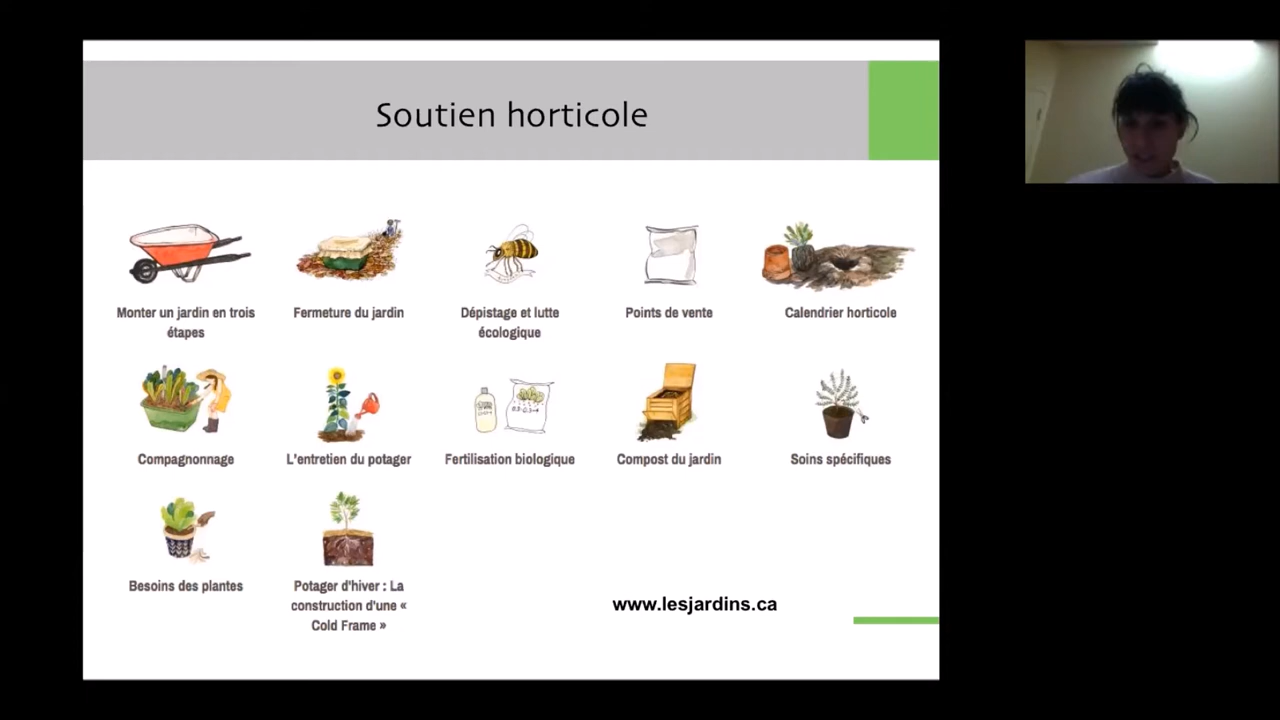 Soutien horticole
Monter un jardin en trois
étapes
Fermeture du jardin
Dépistage et lutte
écologique
Points de vente
Calendrier horticole
Compagnonnage
L'entretien du potager
Fertilisation biologique
Compost du jardin
Soins spécifiques
Besoins des plantes
Potager d'hiver : La
construction d'une «
Cold Frame »
www.lesjardins.ca